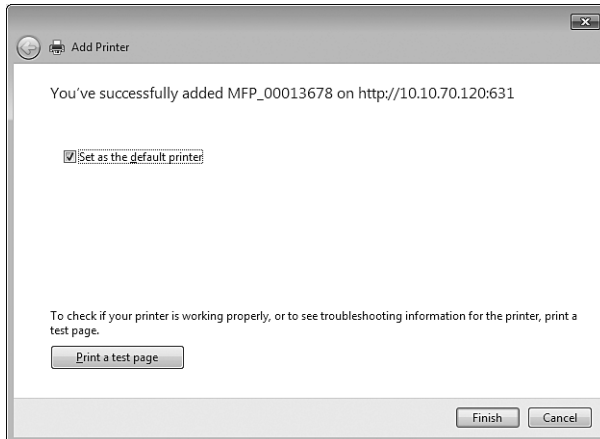 Add Printer
You've successfully added MFP_00013678 on http://10.10.70.120:631
Set as the default printer
To check if your printer is working properly, or to see troubleshooting information for the printer, print a
test page.
Print a test page
Finish
Cancel